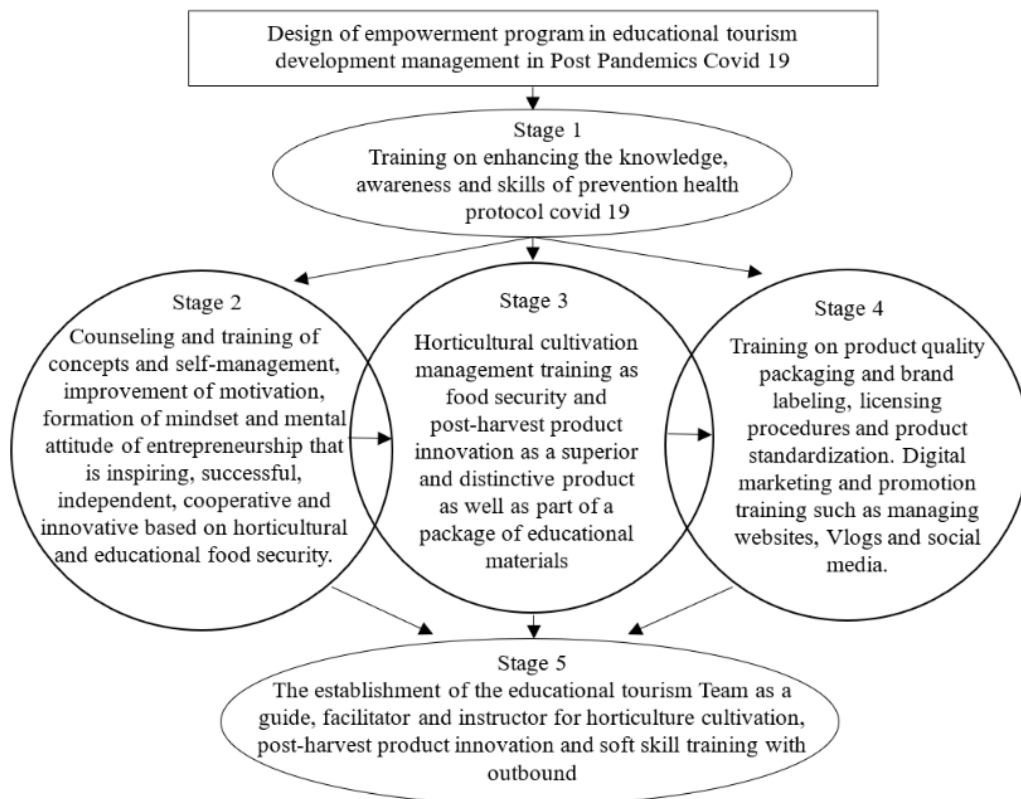 Design of empowerment program in educational tourism
development management in Post Pandemics Covid 19
Stage 1
Training on enhancing the knowledge,
awareness and skills of prevention health
protocol covid 19
Stage 2
Counseling and training of
concepts and self-management,
improvement of motivation,
formation of mindset and mental
attitude of entrepreneurship that
is inspiring, successful,
independent, cooperative and
innovative based on horticultural
and educational food security.
Stage 3
Horticultural cultivation
management training as
food security and
post-harvest product
innovation as a superior
and distinctive product
as well as part of a
package of educational
materials
Stage 4
Training on product quality
packaging and brand
labeling, licensing
procedures and product
standardization. Digital
marketing and promotion
training such as managing
websites, Vlogs and social
media.
Stage 5
The establishment of the educational tourism Team as a
guide, facilitator and instructor for horticulture cultivation,
post-harvest product innovation and soft skill training with
outbound